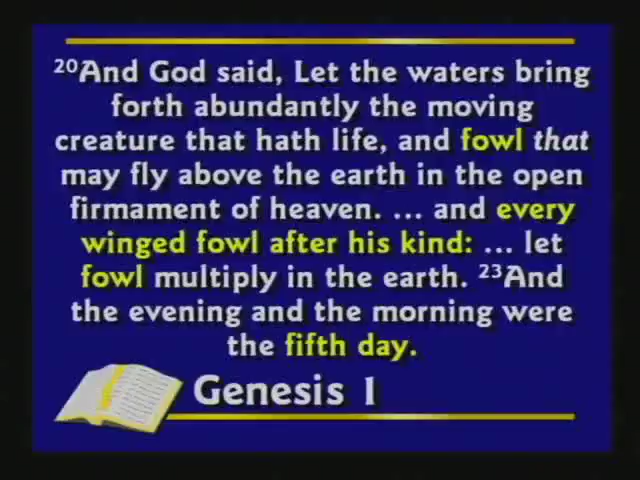 ²⁰And God said, Let the waters bring
forth abundantly the moving
creature that hath life, and fowl that
may fly above the earth in the open
firmament of heaven. ... and every
winged fowl after his kind: ... let
fowl multiply in the earth. ²³And
the evening and the morning were
the fifth day.
Genesis 1